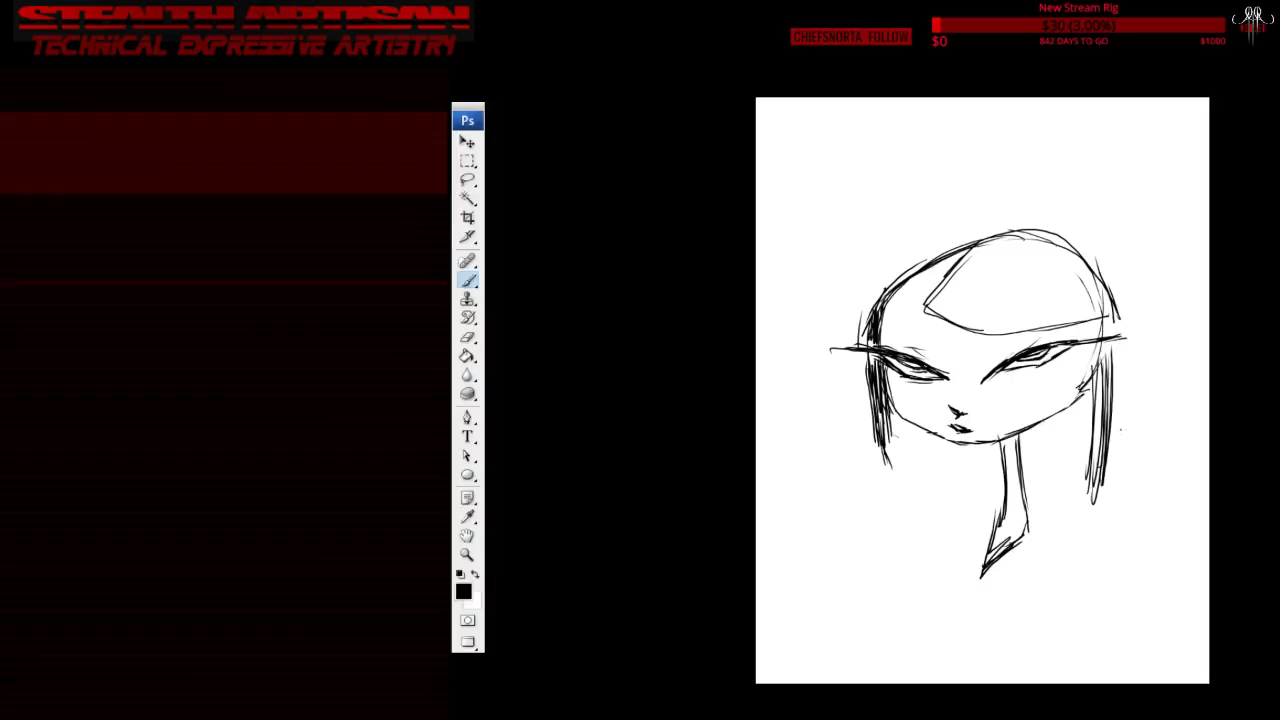 STEALTH ARTISAN
TECHNICAL EXPRESSIVE ARTISTRY
CHIEFSNORTA FOLLOW
New Stream Rig
$30 (3.00%)
$0
842 DAYS TO GO
$1000
Ps
T